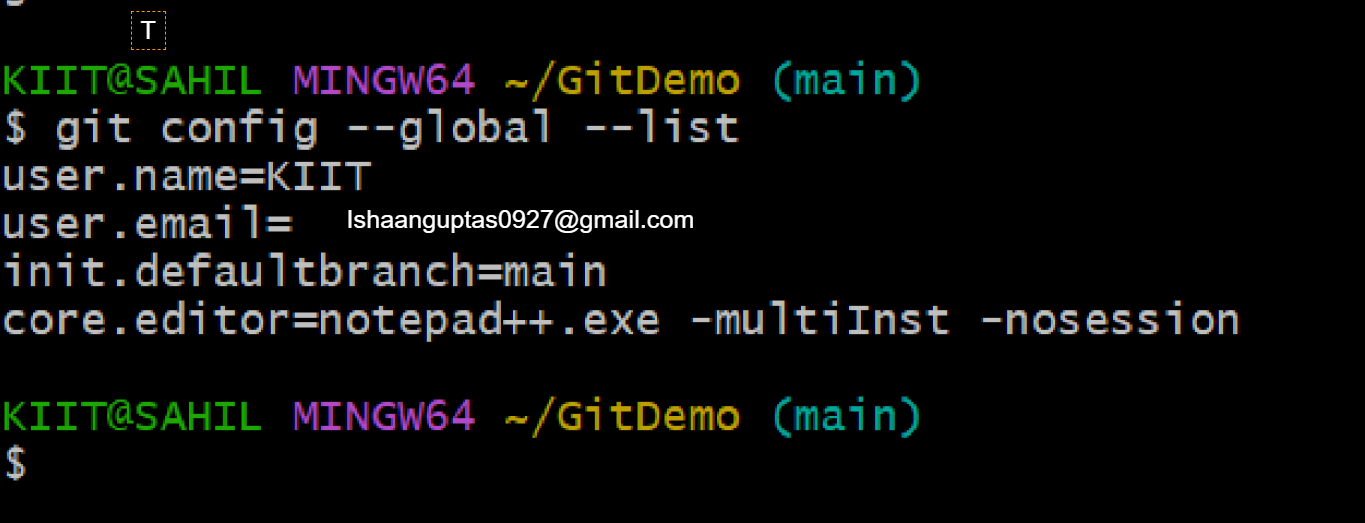 T
KIIT@SAHIL MINGW64 ~/GitDemo (main)
$ git config --global --list
user.name=KIIT
user.email= Ishaanguptas0927@gmail.com
init.defaultbranch=main
core.editor=notepad++.exe -multiInst -nosession
KIIT@SAHIL MINGW64 ~/GitDemo (main)
$